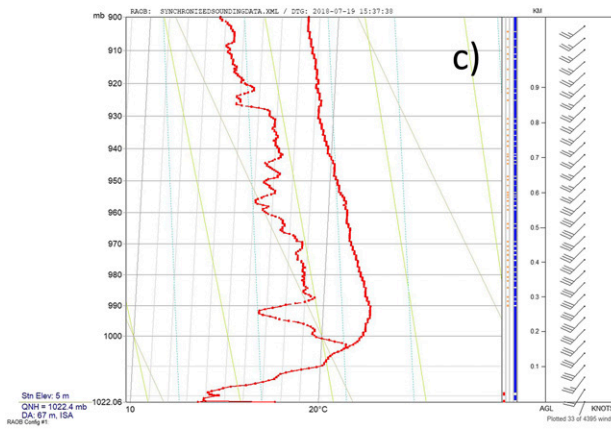 mb 900 RAOB: SYNCHRONIZEDSOUNDINGDATA.XML / DTG: 2018-07-19 15:37:38 KM
c)
910
920
0.9
930
0.8
940
0.7
950
0.6
960
0.5
970
0.4
980
0.3
990
0.2
1000
0.1
Stn Elev: 5 m
QNH = 1022.4 mb
DA: 67 m, ISA
RAOB Config #1
1022.06
10 20°C AGL KNOTS
Plotted 33 of 4395 wind